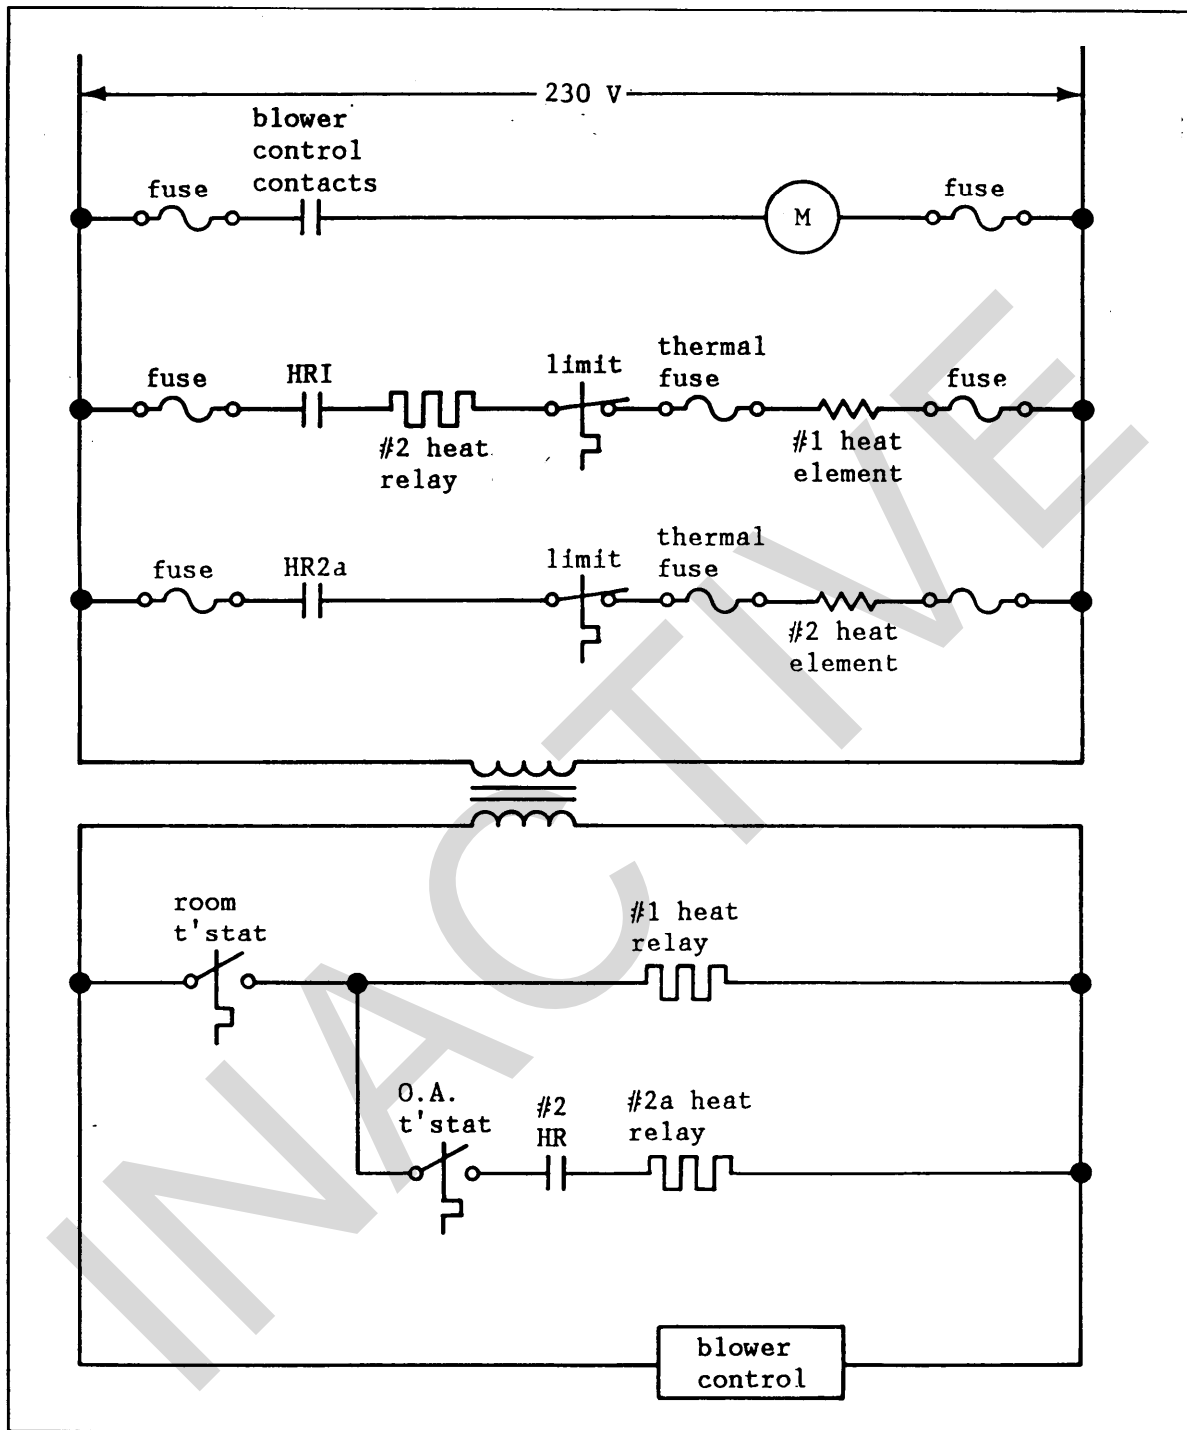 230 V
blower
control
contacts
fuse
M
fuse
fuse
HRI
#2 heat
relay
limit
thermal
fuse
#1 heat
element
fuse
fuse
HR2a
limit
thermal
fuse
#2 heat
element
room
t'stat
#1 heat
relay
O.A.
t'stat
#2
HR
#2a heat
relay
blower
control
INACTIVE